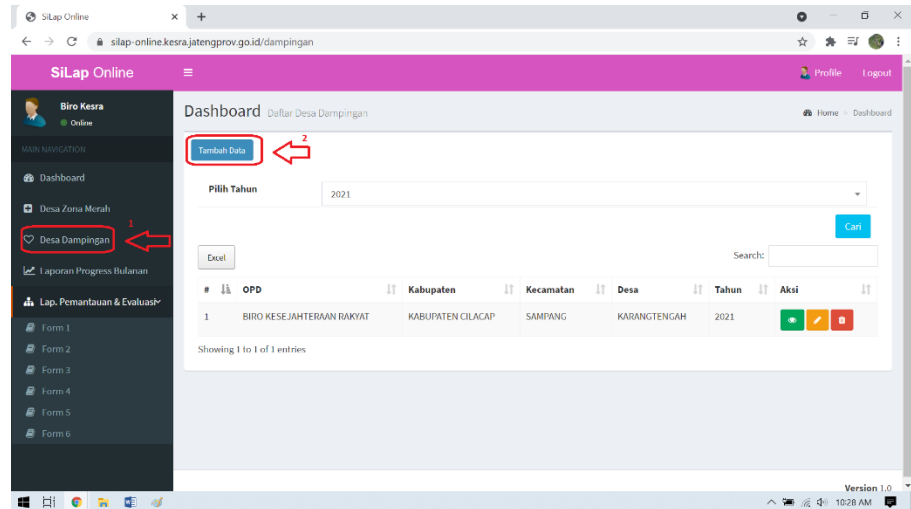 SiLap Online
silap-online.kesra.jatengprov.go.id/dampingan
SiLap Online
Profile Logout
Biro Kesra
Online
MAIN NAVIGATION
Dashboard
Desa Zona Merah
1
Desa Dampingan
Laporan Progress Bulanan
Lap. Pemantauan & Evaluasi
Form 1
Form 2
Form 3
Form 4
Form 5
Form 6
Dashboard Daftar Desa Dampingan
Home > Dashboard
Tambah Data
2
Pilih Tahun 2021
Cari
Excel Search:
# OPD Kabupaten Kecamatan Desa Tahun Aksi
1 BIRO KESEJAHTERAAN RAKYAT KABUPATEN CILACAP SAMPANG KARANGTENGAH 2021
Showing 1 to 1 of 1 entries
Version 1.0
10:28 AM